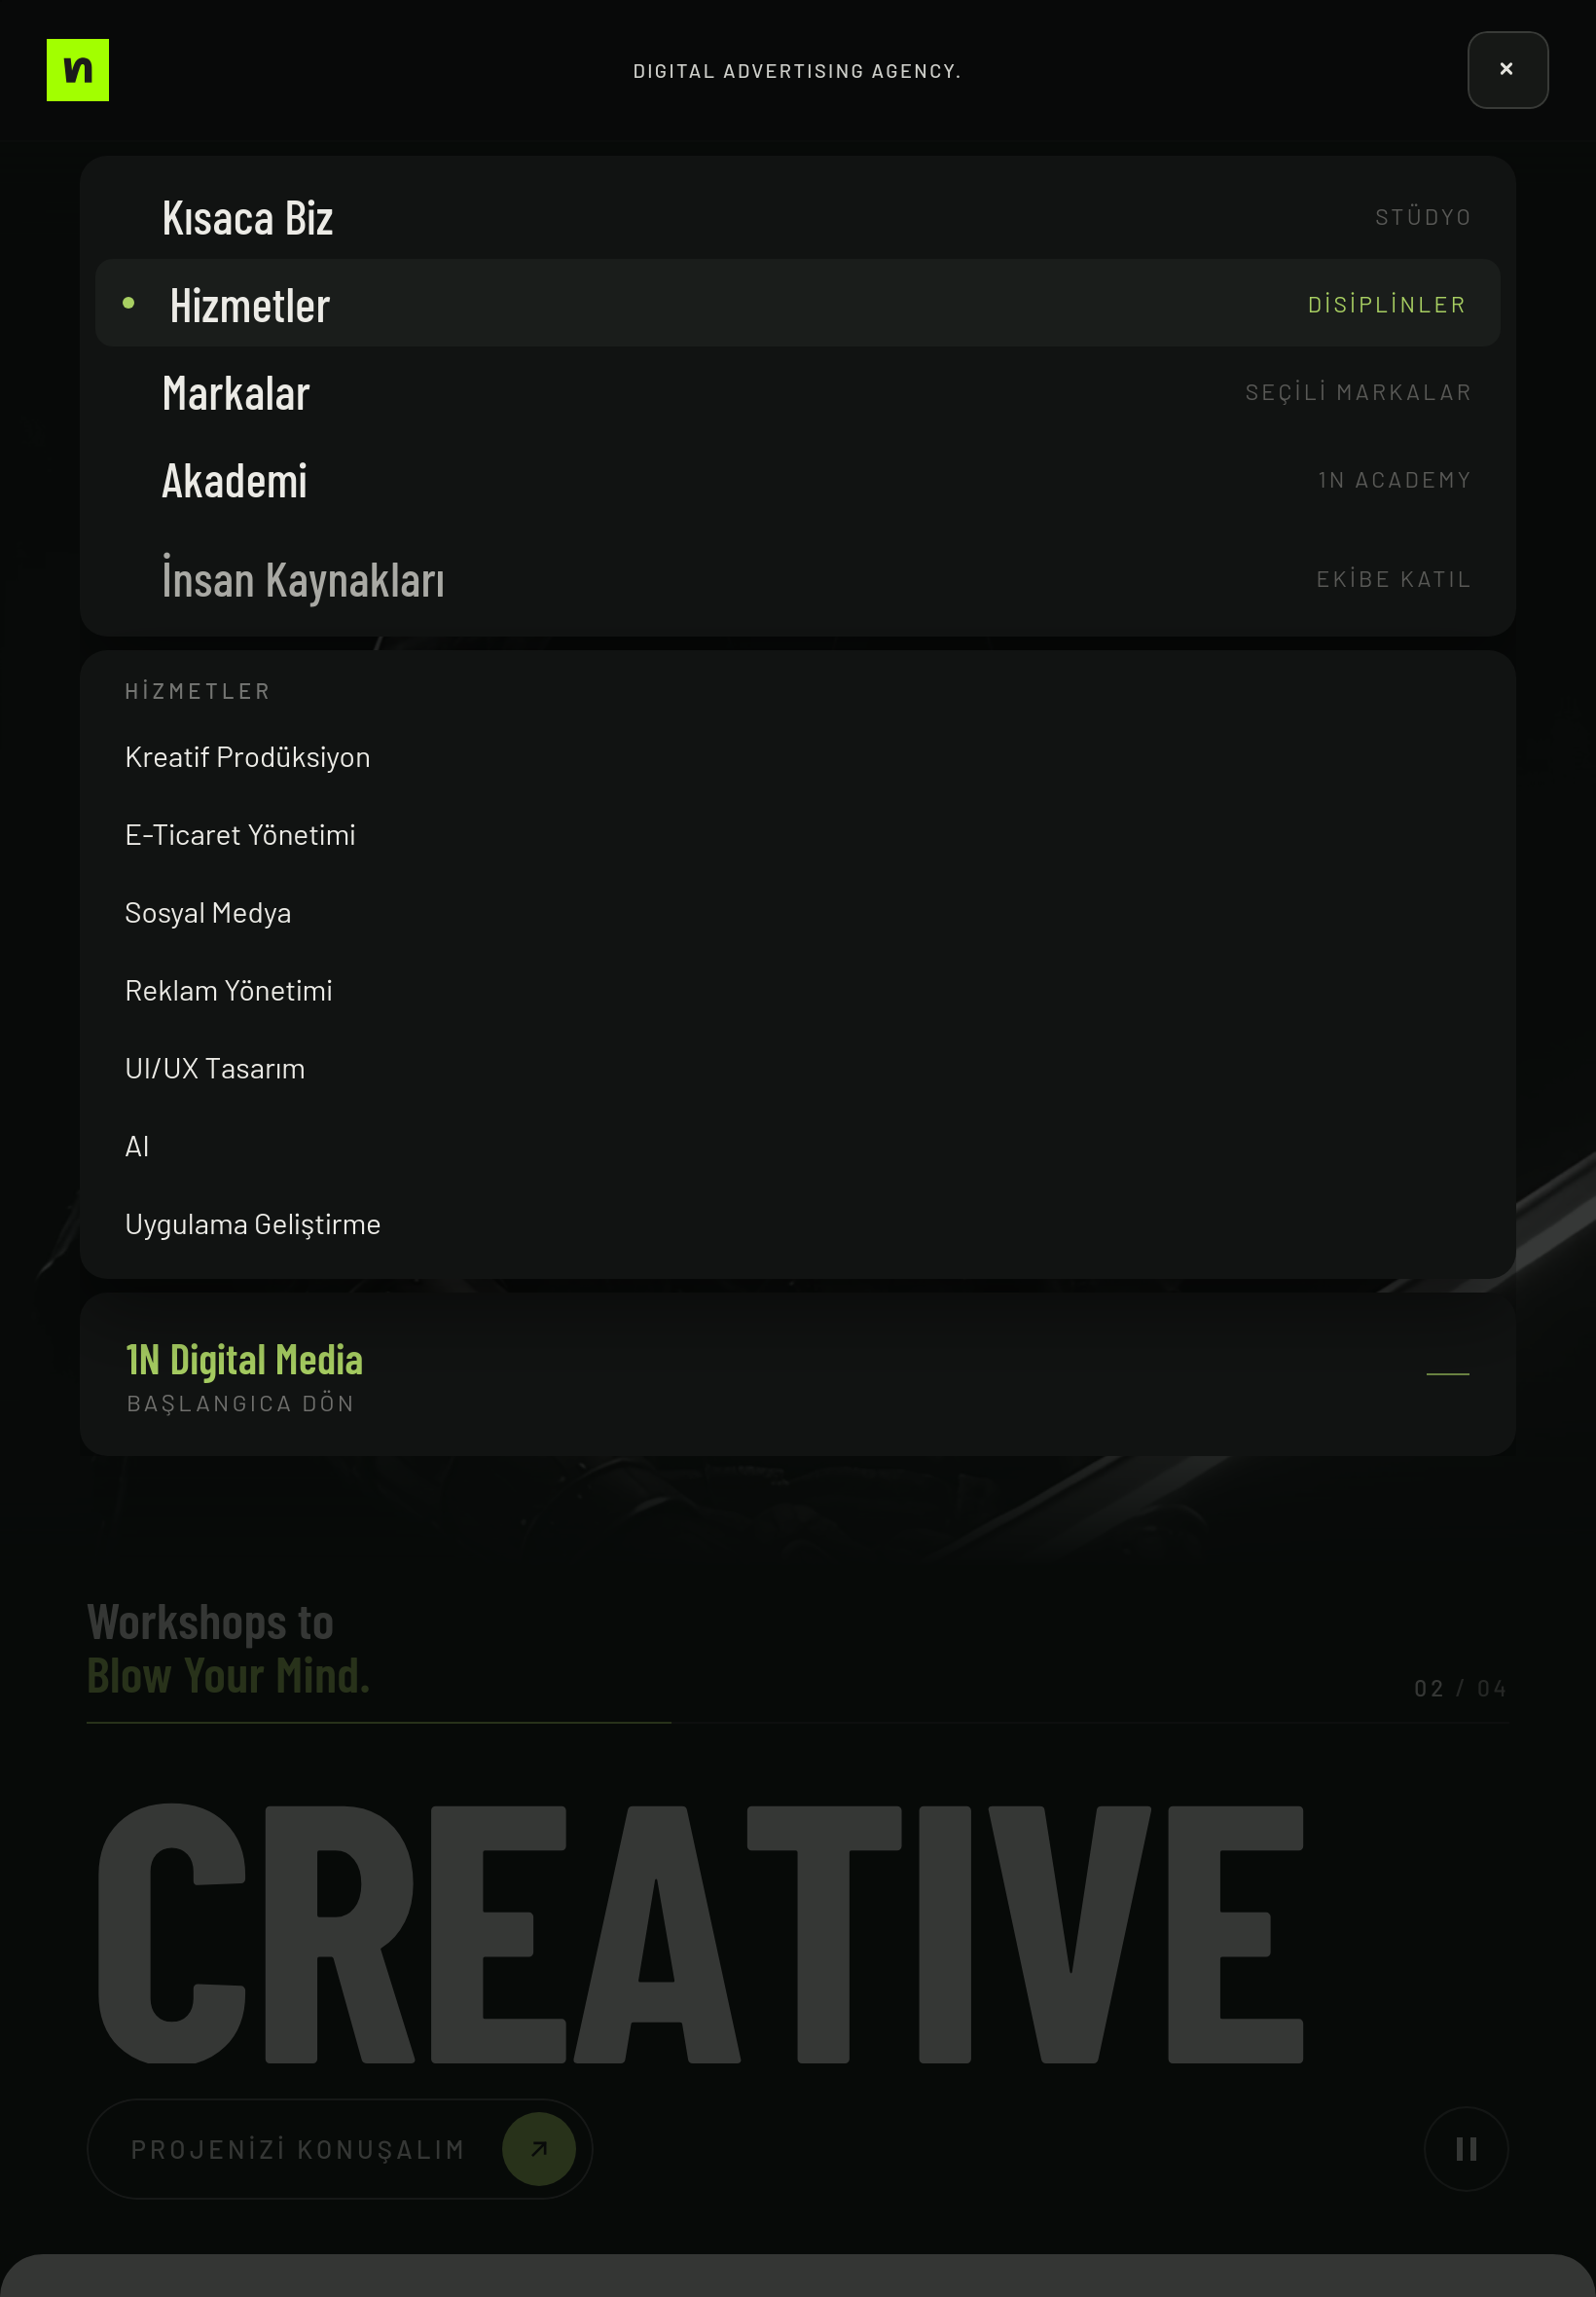 n
DIGITAL ADVERTISING AGENCY.
×
Kısaca Biz STÜDYO
Hizmetler DİSİPLİNLER
Markalar SEÇİLİ MARKALAR
Akademi 1N ACADEMY
İnsan Kaynakları EKİBE KATIL
HİZMETLER
Kreatif Prodüksiyon
E-Ticaret Yönetimi
Sosyal Medya
Reklam Yönetimi
UI/UX Tasarım
AI
Uygulama Geliştirme
1N Digital Media
BAŞLANGICA DÖN
Workshops to
Blow Your Mind.
02 / 04
CREATIVE
PROJENİZİ KONUŞALIM